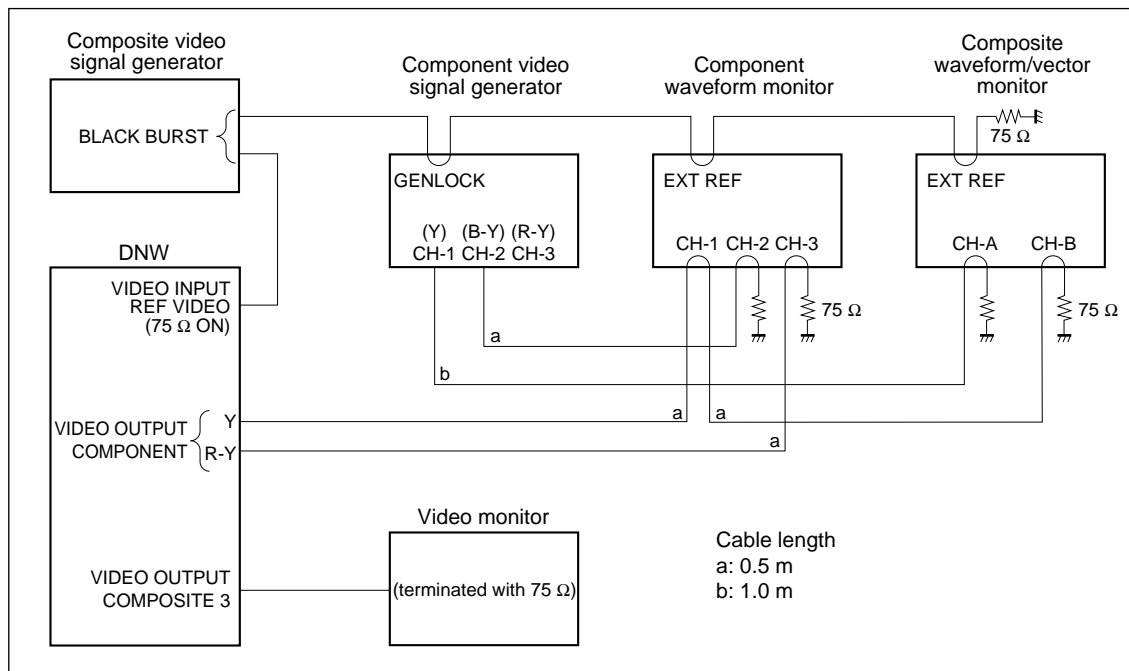 Composite video
signal generator
BLACK BURST
Component video
signal generator
GENLOCK
(Y) (B-Y) (R-Y)
CH-1 CH-2 CH-3
Component
waveform monitor
EXT REF
CH-1 CH-2 CH-3
75 Ω
Composite
waveform/vector
monitor
75 Ω
EXT REF
CH-A CH-B
75 Ω
DNW
VIDEO INPUT
REF VIDEO
(75 Ω ON)
a
b
VIDEO OUTPUT
COMPONENT
Y
R-Y
a
a
a
VIDEO OUTPUT
COMPOSITE 3
Video monitor
(terminated with 75 Ω)
Cable length
a: 0.5 m
b: 1.0 m